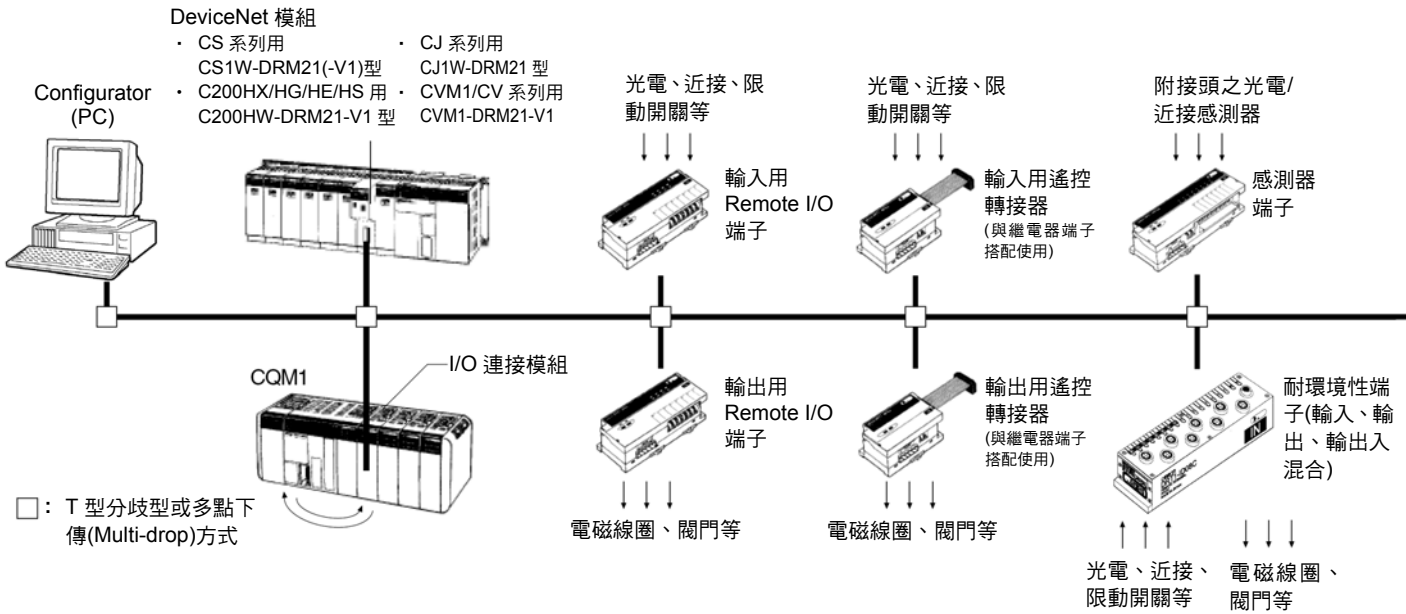 DeviceNet 模組
・ CS 系列用
CS1W-DRM21(-V1)型
・ C200HX/HG/HE/HS 用
C200HW-DRM21-V1 型
・ CJ 系列用
CJ1W-DRM21 型
・ CVM1/CV 系列用
CVM1-DRM21-V1
Configurator
(PC)
光電、近接、限
動開關等
輸入用
Remote I/O
端子
光電、近接、限
動開關等
輸入用遙控
轉接器
(與繼電器端子
搭配使用)
附接頭之光電/
近接感測器
感測器
端子
CQM1
I/O 連接模組
輸出用
Remote I/O
端子
電磁線圈、閥門等
輸出用遙控
轉接器
(與繼電器端子
搭配使用)
電磁線圈、閥門等
耐環境性端
子(輸入、輸
出、輸出入
混合)
IN
光電、近接、
限動開關等
電磁線圈、
閥門等
□： T 型分歧型或多點下
傳(Multi-drop)方式